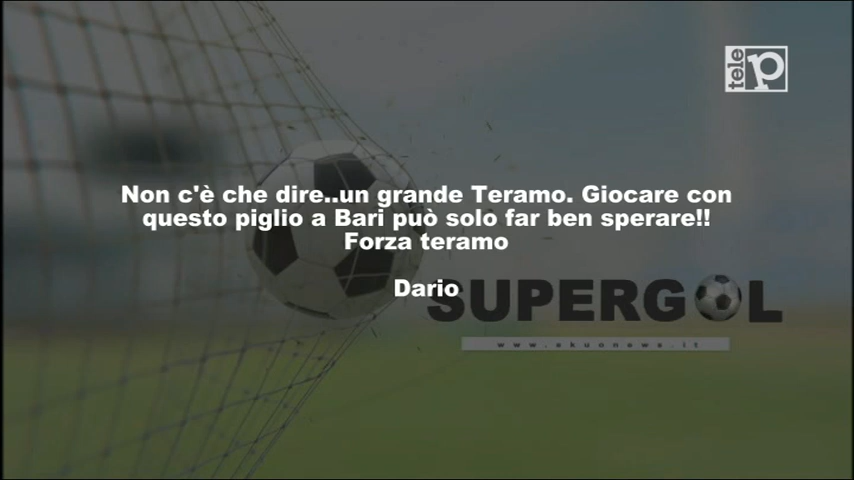 tele p
Non c'è che dire..un grande Teramo. Giocare con
questo piglio a Bari può solo far ben sperare!!
Forza teramo
Dario
SUPERGOL
www.ekuonews.it